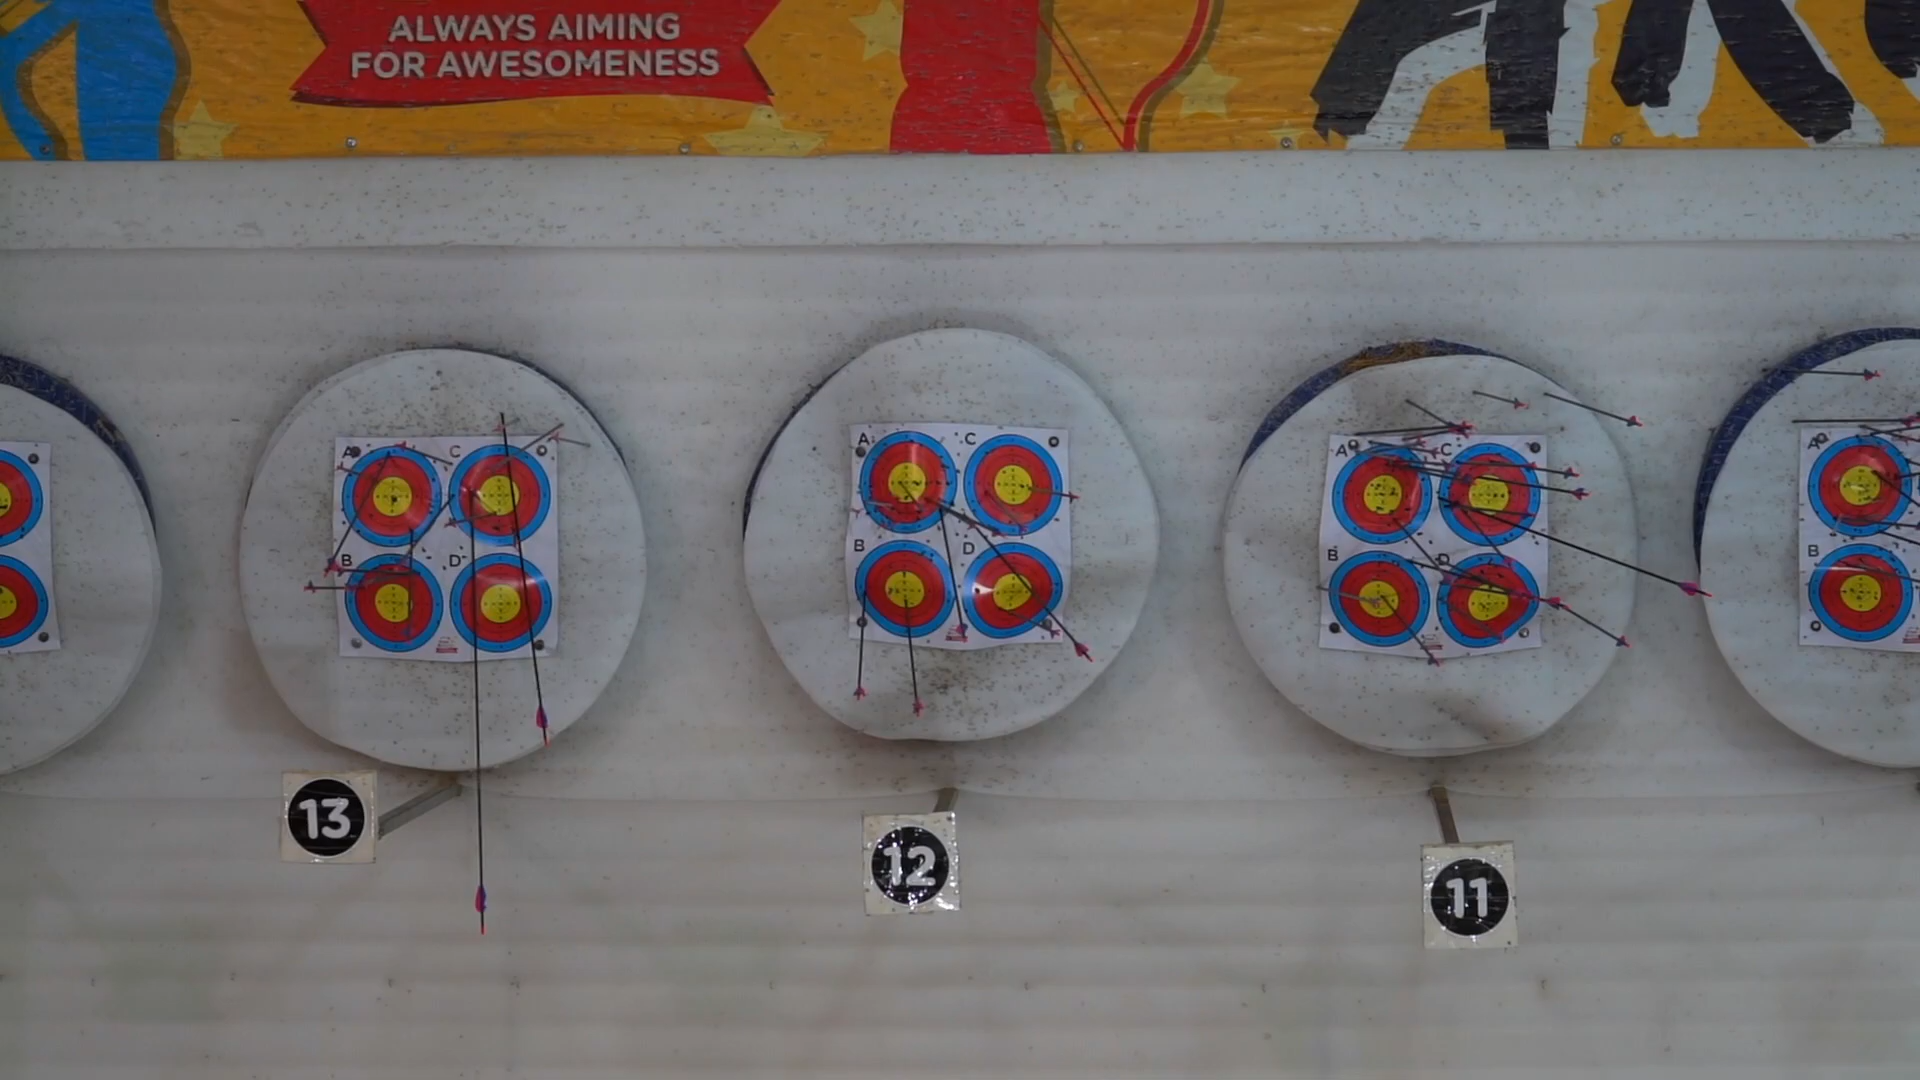 ALWAYS AIMING
FOR AWESOMENESS
A C
B D
A C
B D
A C
B D
A
B
13
12
11